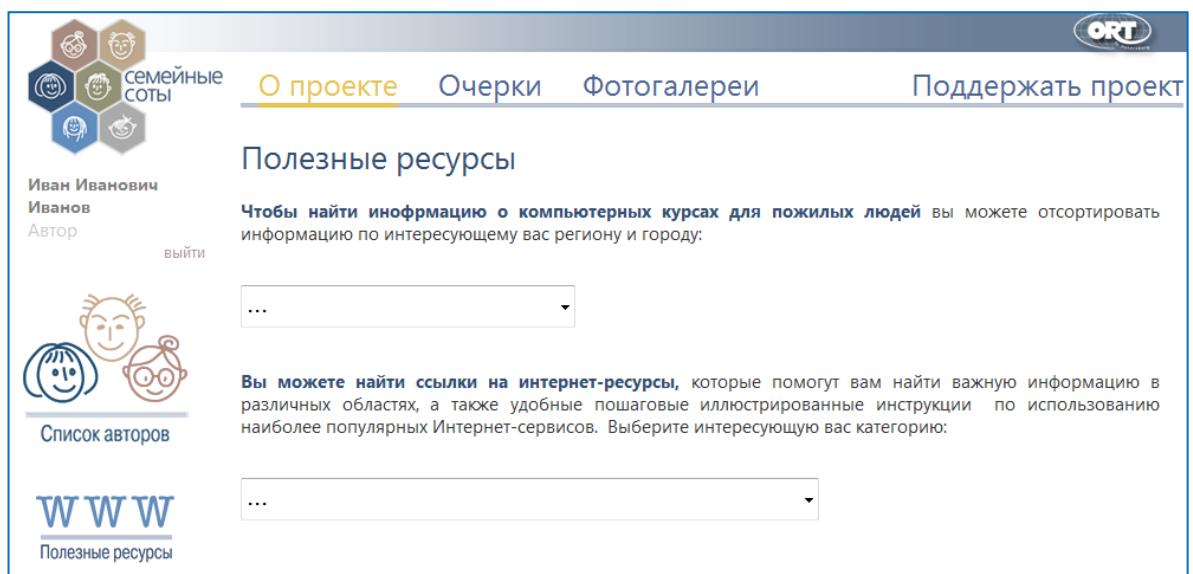 ORT
семейные
соты
О проекте Очерки Фотогалереи Поддержать проект
Иван Иванович
Иванов
Автор
выйти
Список авторов
W W W
Полезные ресурсы
Полезные ресурсы
Чтобы найти инофрмацию о компьютерных курсах для пожилых людей вы можете отсортировать
информацию по интересующему вас региону и городу:
...
Вы можете найти ссылки на интернет-ресурсы, которые помогут вам найти важную информацию в
различных областях, а также удобные пошаговые иллюстрированные инструкции по использованию
наиболее популярных Интернет-сервисов. Выберите интересующую вас категорию:
...